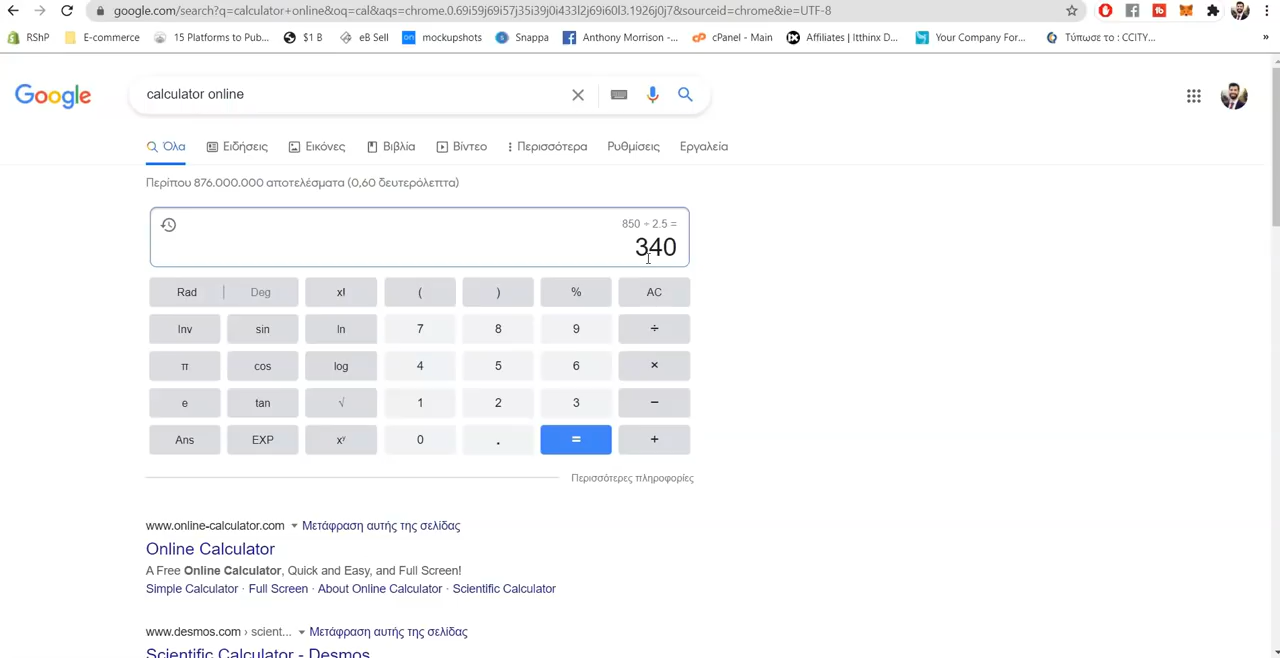 google.com/search?q=calculator+online&oq=cal&aqs=chrome.0.69i59j69i57j35i39j0i433l2j69i60l3.1926j0j7&sourceid=chrome&ie=UTF-8
RShP E-commerce 15 Platforms to Pub... $1 B eB Sell mockupshots Snappa Anthony Morrison -... cPanel - Main Affiliates | Itthinx D... Your Company For... Τύπωσε το : CCITY... »
Google calculator online
Όλα Ειδήσεις Εικόνες Βιβλία Βίντεο Περισσότερα Ρυθμίσεις Εργαλεία
Περίπου 876.000.000 αποτελέσματα (0,60 δευτερόλεπτα)
850 ÷ 2.5 =
340
Rad | Deg x! ( ) % AC
Inv sin ln 7 8 9 ÷
π cos log 4 5 6 ×
e tan √ 1 2 3 −
Ans EXP xʸ 0 . = +
Περισσότερες πληροφορίες
www.online-calculator.com Μετάφραση αυτής της σελίδας
Online Calculator
A Free Online Calculator, Quick and Easy, and Full Screen!
Simple Calculator · Full Screen · About Online Calculator · Scientific Calculator
www.desmos.com › scient... Μετάφραση αυτής της σελίδας
Scientific Calculator - Desmos